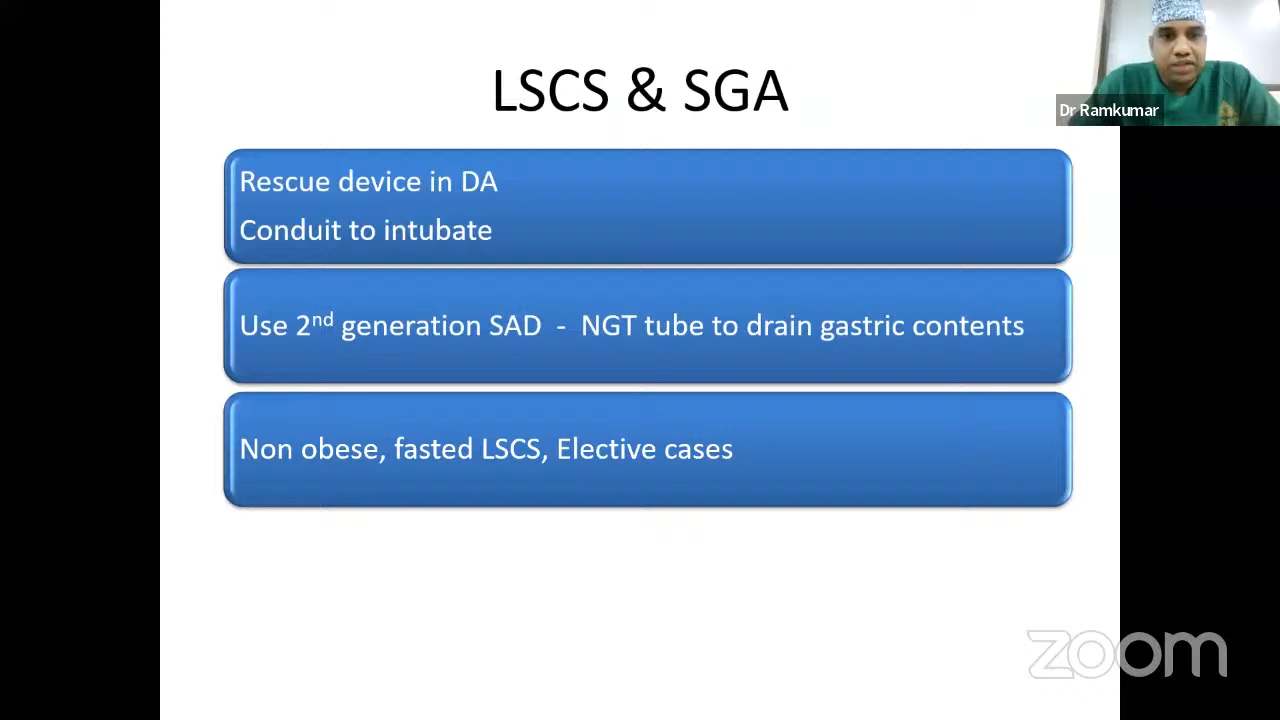 LSCS & SGA
Dr Ramkumar
Rescue device in DA
Conduit to intubate
Use 2nd generation SAD - NGT tube to drain gastric contents
Non obese, fasted LSCS, Elective cases
zoom